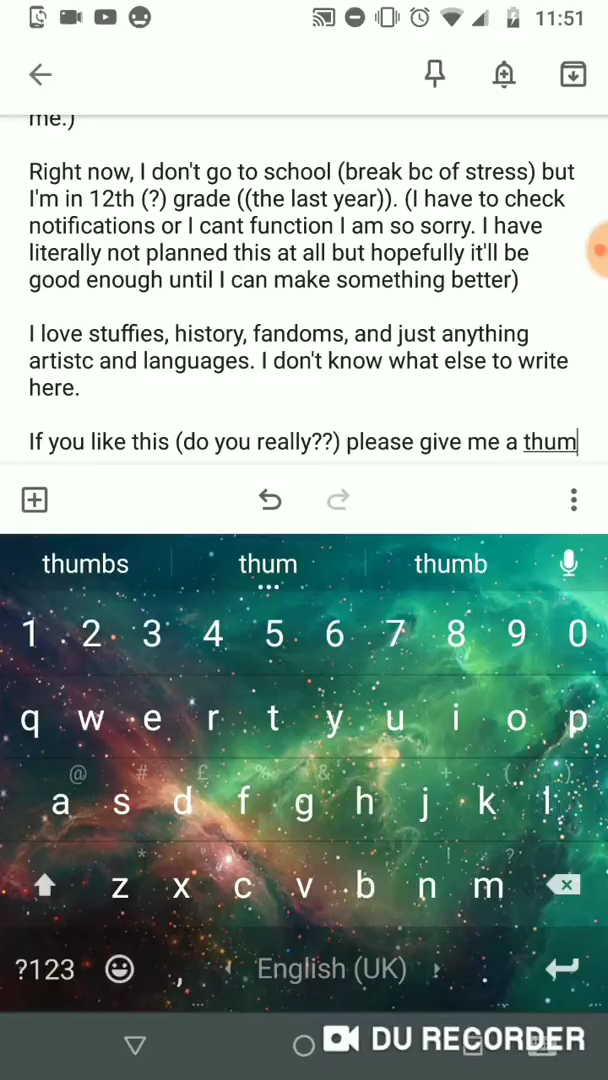 11:51
me.)
Right now, I don't go to school (break bc of stress) but
I'm in 12th (?) grade ((the last year)). (I have to check
notifications or I cant function I am so sorry. I have
literally not planned this at all but hopefully it'll be
good enough until I can make something better)
I love stuffies, history, fandoms, and just anything
artistc and languages. I don't know what else to write
here.
If you like this (do you really??) please give me a thum
thumbs thum thumb
1 2 3 4 5 6 7 8 9 0
q w e r t y u i o p
@ # £ % & + ( )
a s d f g h j k l
* " ! ?
z x c v b n m
?123 , English (UK) .
DU RECORDER